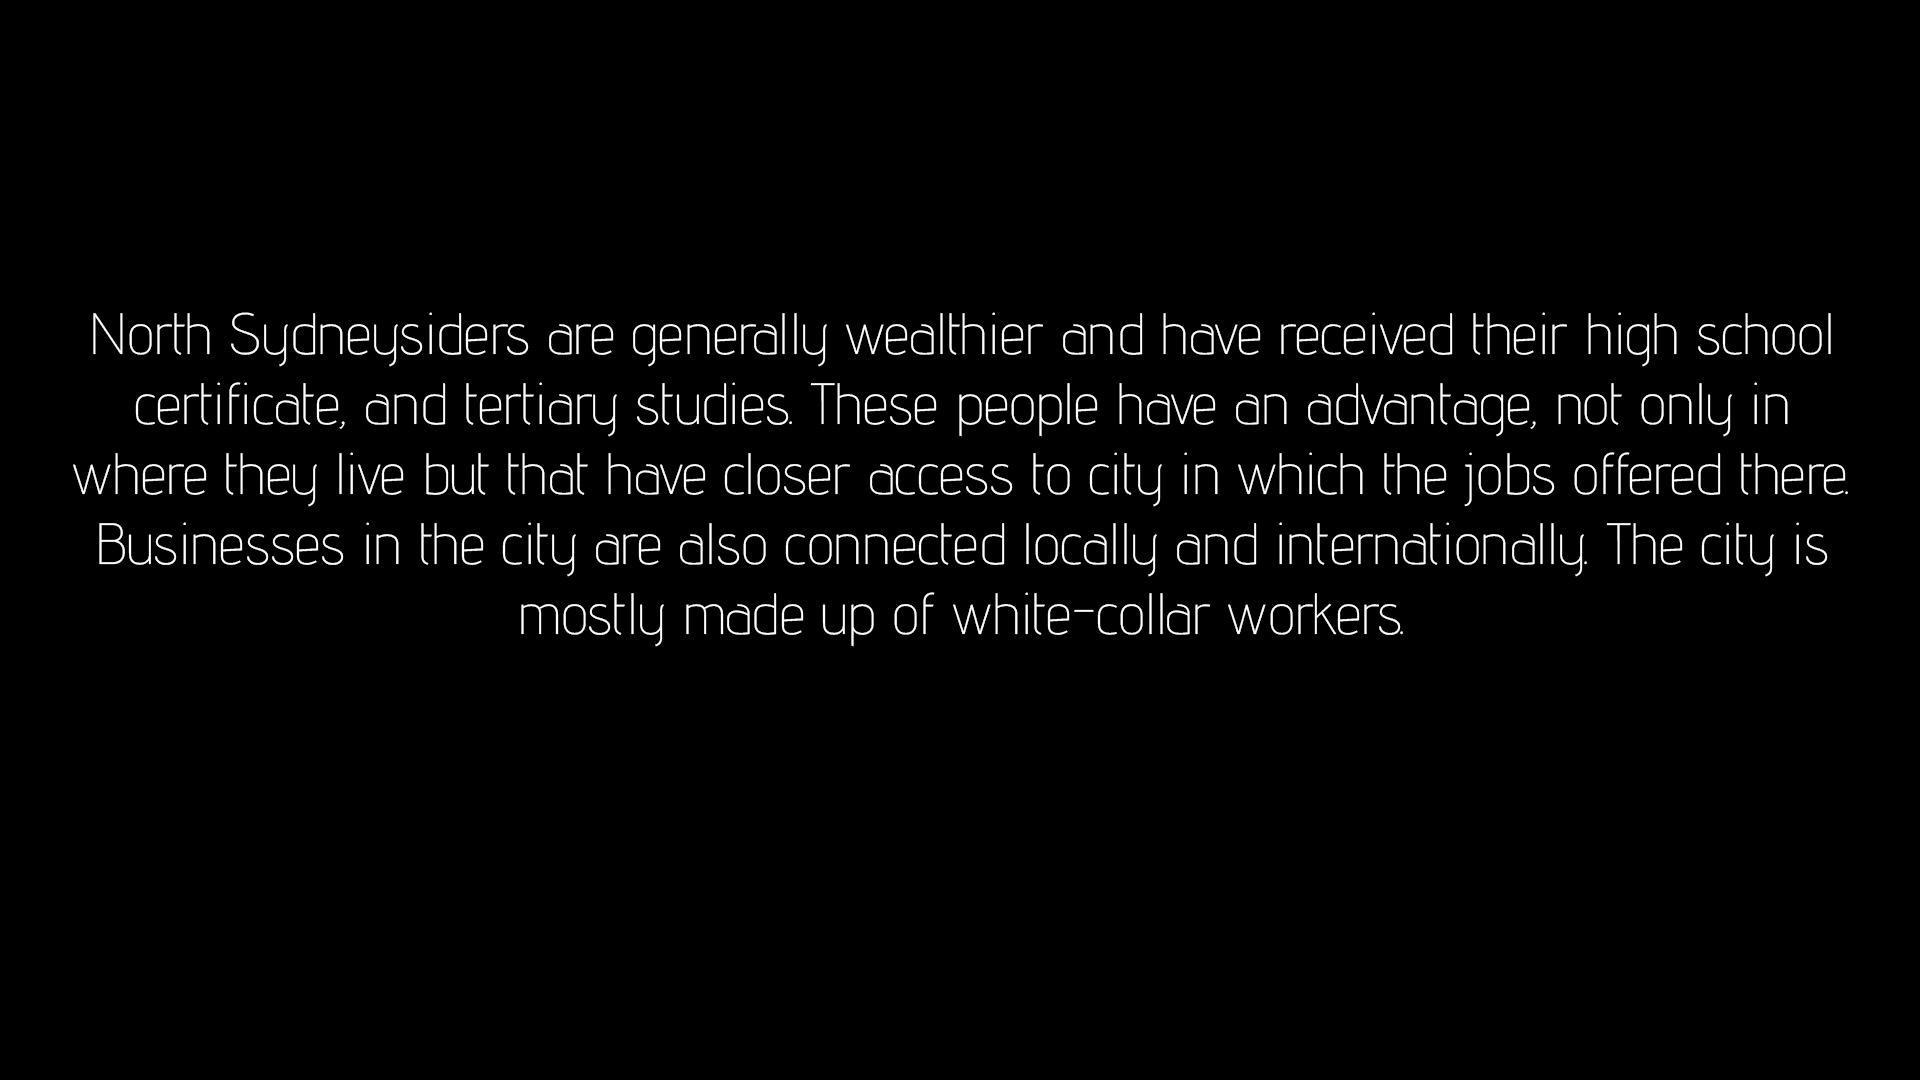 North Sydneysiders are generally wealthier and have received their high school
certificate, and tertiary studies. These people have an advantage, not only in
where they live but that have closer access to city in which the jobs offered there.
Businesses in the city are also connected locally and internationally. The city is
mostly made up of white-collar workers.